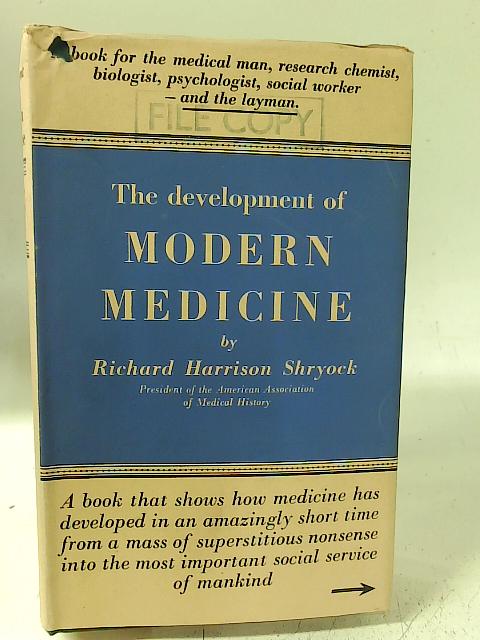 A book for the medical man, research chemist,
biologist, psychologist, social worker
– and the layman.
FILE COPY
The development of
MODERN
MEDICINE
by
Richard Harrison Shryock
President of the American Association
of Medical History
A book that shows how medicine has
developed in an amazingly short time
from a mass of superstitious nonsense
into the most important social service
of mankind